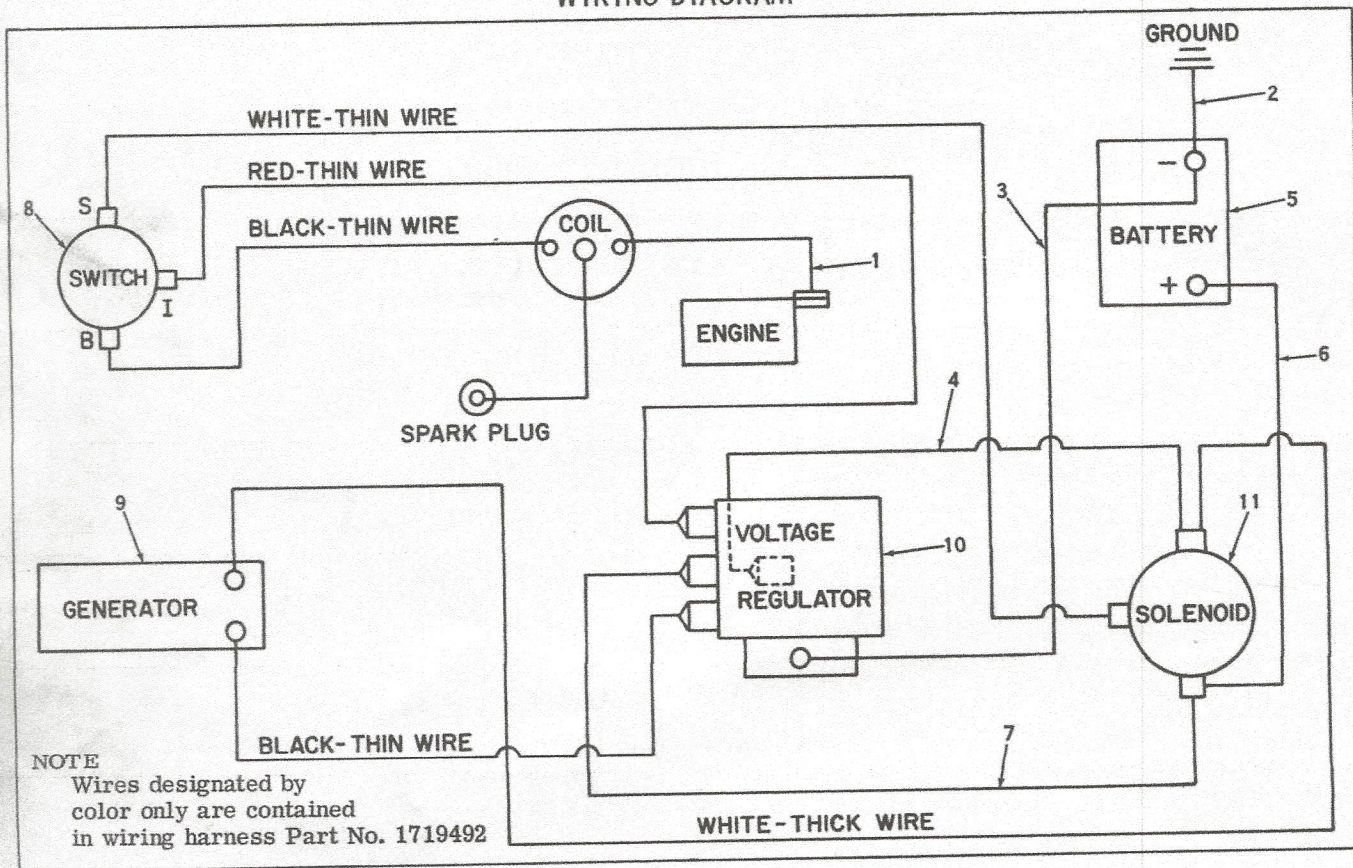 WIRING DIAGRAM
GROUND
2
WHITE-THIN WIRE
RED-THIN WIRE
BLACK-THIN WIRE
8
S
SWITCH
I
B
COIL
1
ENGINE
SPARK PLUG
3
-
5
BATTERY
+
6
4
9
GENERATOR
VOLTAGE
REGULATOR
10
11
SOLENOID
7
BLACK-THIN WIRE
WHITE-THICK WIRE
NOTE
Wires designated by
color only are contained
in wiring harness Part No. 1719492